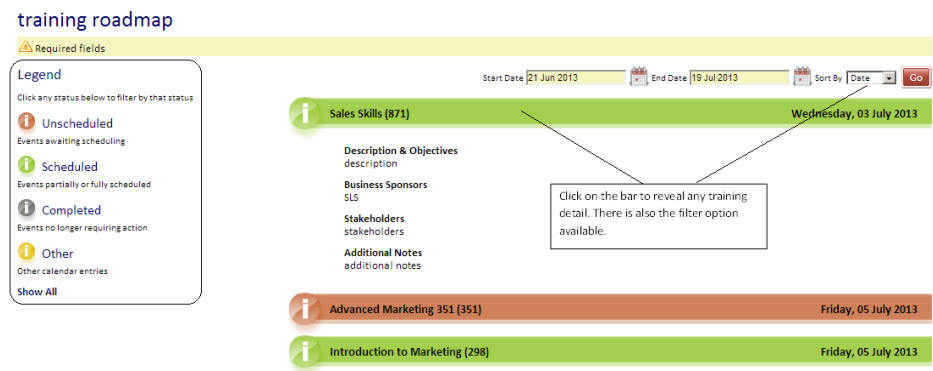 training roadmap
Required fields
Legend
Click any status below to filter by that status
Unscheduled
Events awaiting scheduling
Scheduled
Events partially or fully scheduled
Completed
Events no longer requiring action
Other
Other calendar entries
Show All
Start Date 21 Jun 2013 End Date 19 Jul 2013 Sort By Date Go
Sales Skills (871) Wednesday, 03 July 2013
Description & Objectives
description
Business Sponsors
SLS
Stakeholders
stakeholders
Additional Notes
additional notes
Click on the bar to reveal any training
detail. There is also the filter option
available.
Advanced Marketing 351 (351) Friday, 05 July 2013
Introduction to Marketing (298) Friday, 05 July 2013